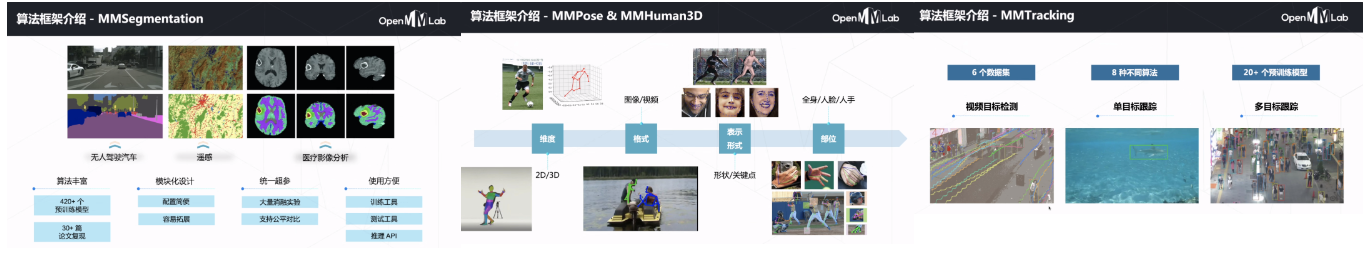 算法框架介绍 - MMSegmentation
OpenMMLab
无人驾驶汽车
遥感
医疗影像分析
算法丰富
模块化设计
统一超参
使用方便
420+ 个
预训练模型
配置简便
大量消融实验
训练工具
30+ 篇
论文复现
容易拓展
支持公平对比
测试工具
推理 API
算法框架介绍 - MMPose & MMHuman3D
OpenMMLab
图像/视频
全身/人脸/人手
维度
格式
表示
形式
部位
2D/3D
形状/关键点
算法框架介绍 - MMTracking
OpenMMLab
6 个数据集
8 种不同算法
20+ 个预训练模型
视频目标检测
单目标跟踪
多目标跟踪